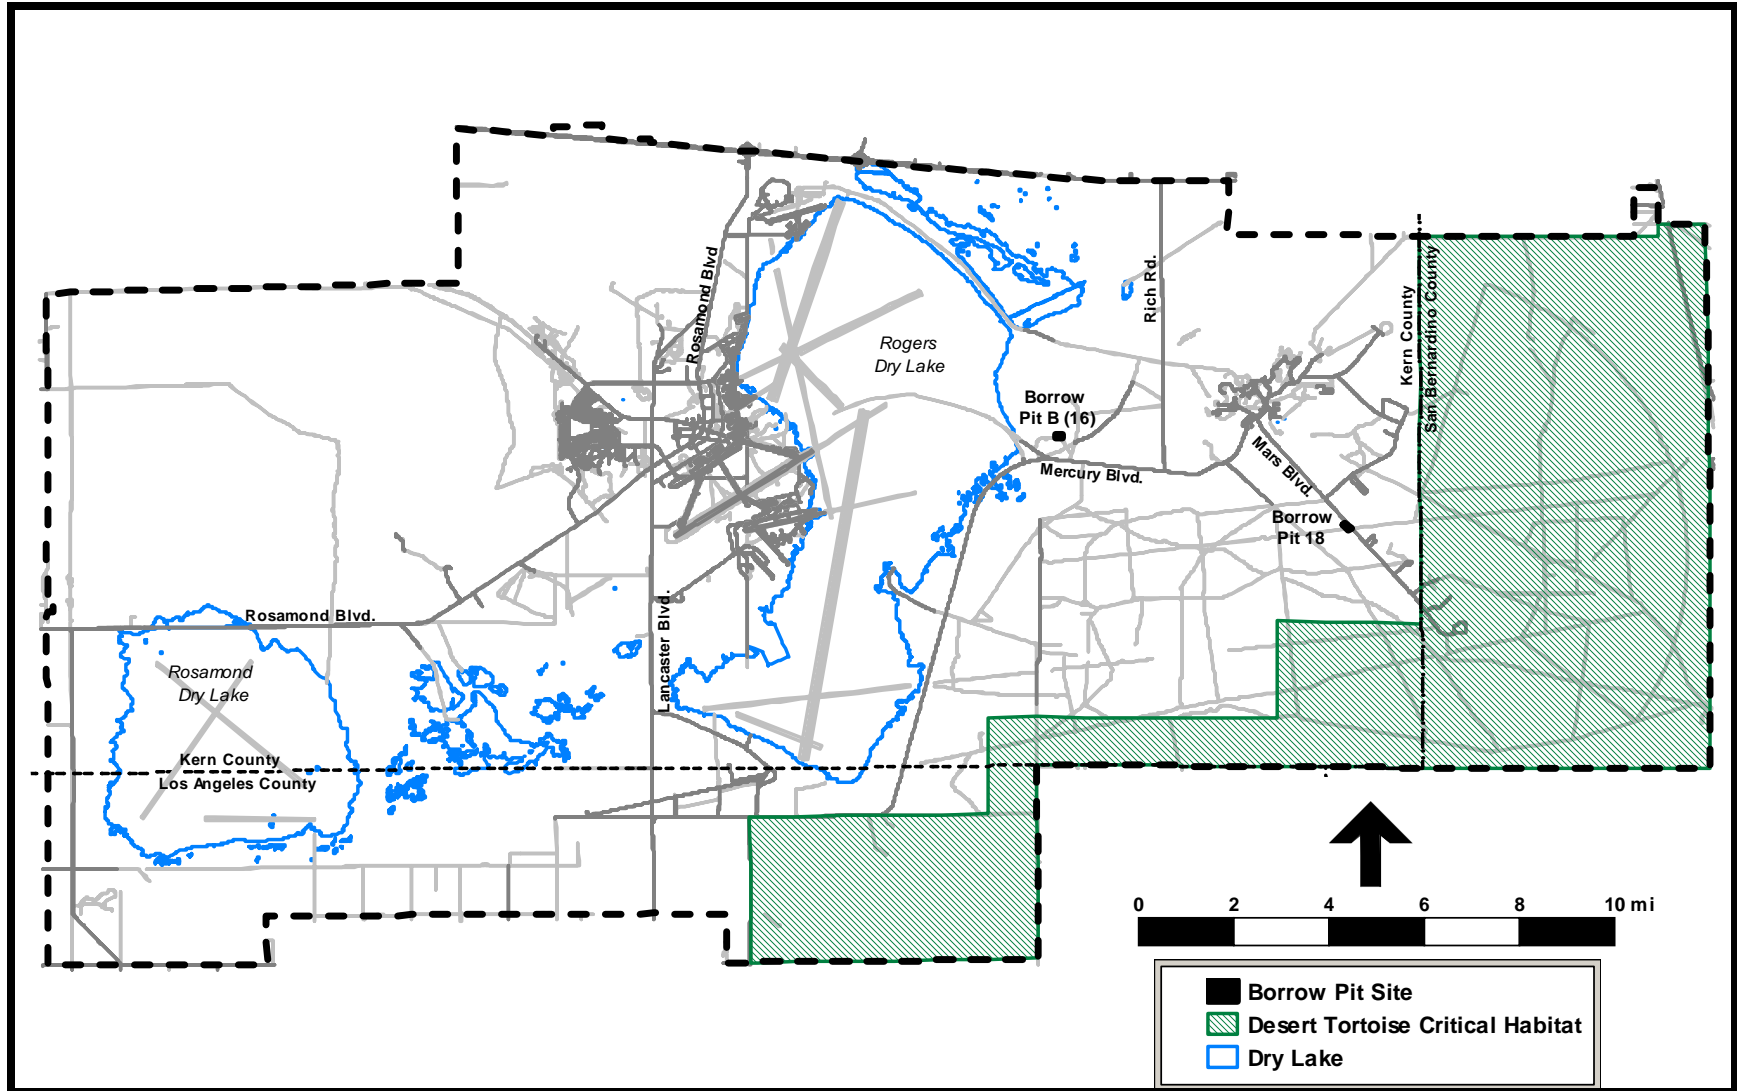 Rosamond Blvd
Rogers
Dry Lake
Rich Rd.
Kern County
San Bernardino County
Borrow
Pit B (16)
Mercury Blvd.
Mars Blvd.
Borrow
Pit 18
Rosamond Blvd.
Lancaster Blvd.
Rosamond
Dry Lake
Kern County
Los Angeles County
0 2 4 6 8 10 mi
Borrow Pit Site
Desert Tortoise Critical Habitat
Dry Lake